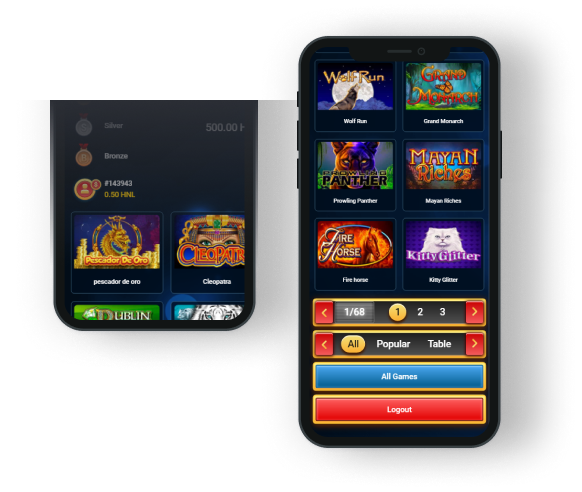 Silver
500.00 H
Bronze
#143943
0.50 HNL
Pescador De Oro
CLEOPAT
pescador de oro
Cleopatra
DUBLIN
Wolf Run
GRAND
MONARCH
Wolf Run
Grand Monarch
PROWLING
PANTHER
MAYAN
Riches
Prowling Panther
Mayan Riches
FIRE
HORSE
Kitty Glitter
Fire horse
Kitty Glitter
1/68
1
2
3
All
Popular
Table
All Games
Logout